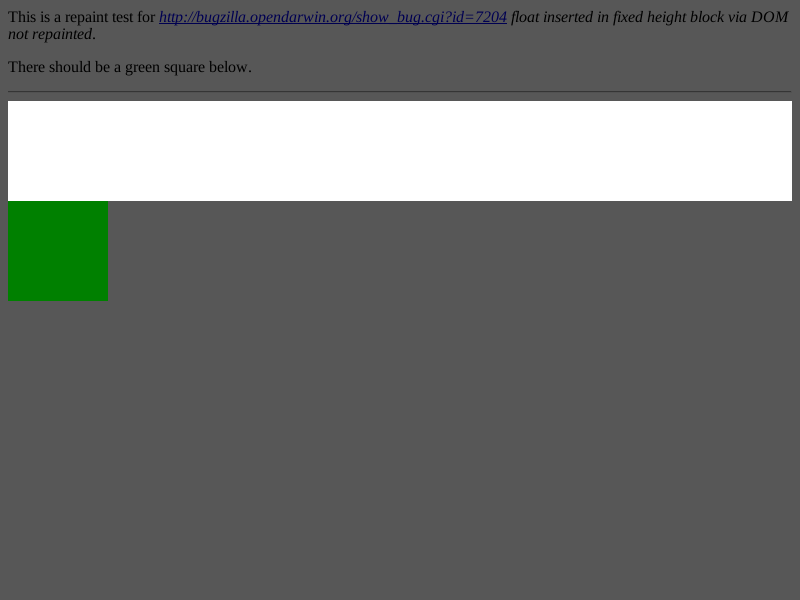 This is a repaint test for http://bugzilla.opendarwin.org/show_bug.cgi?id=7204 float inserted in fixed height block via DOM
not repainted.
There should be a green square below.